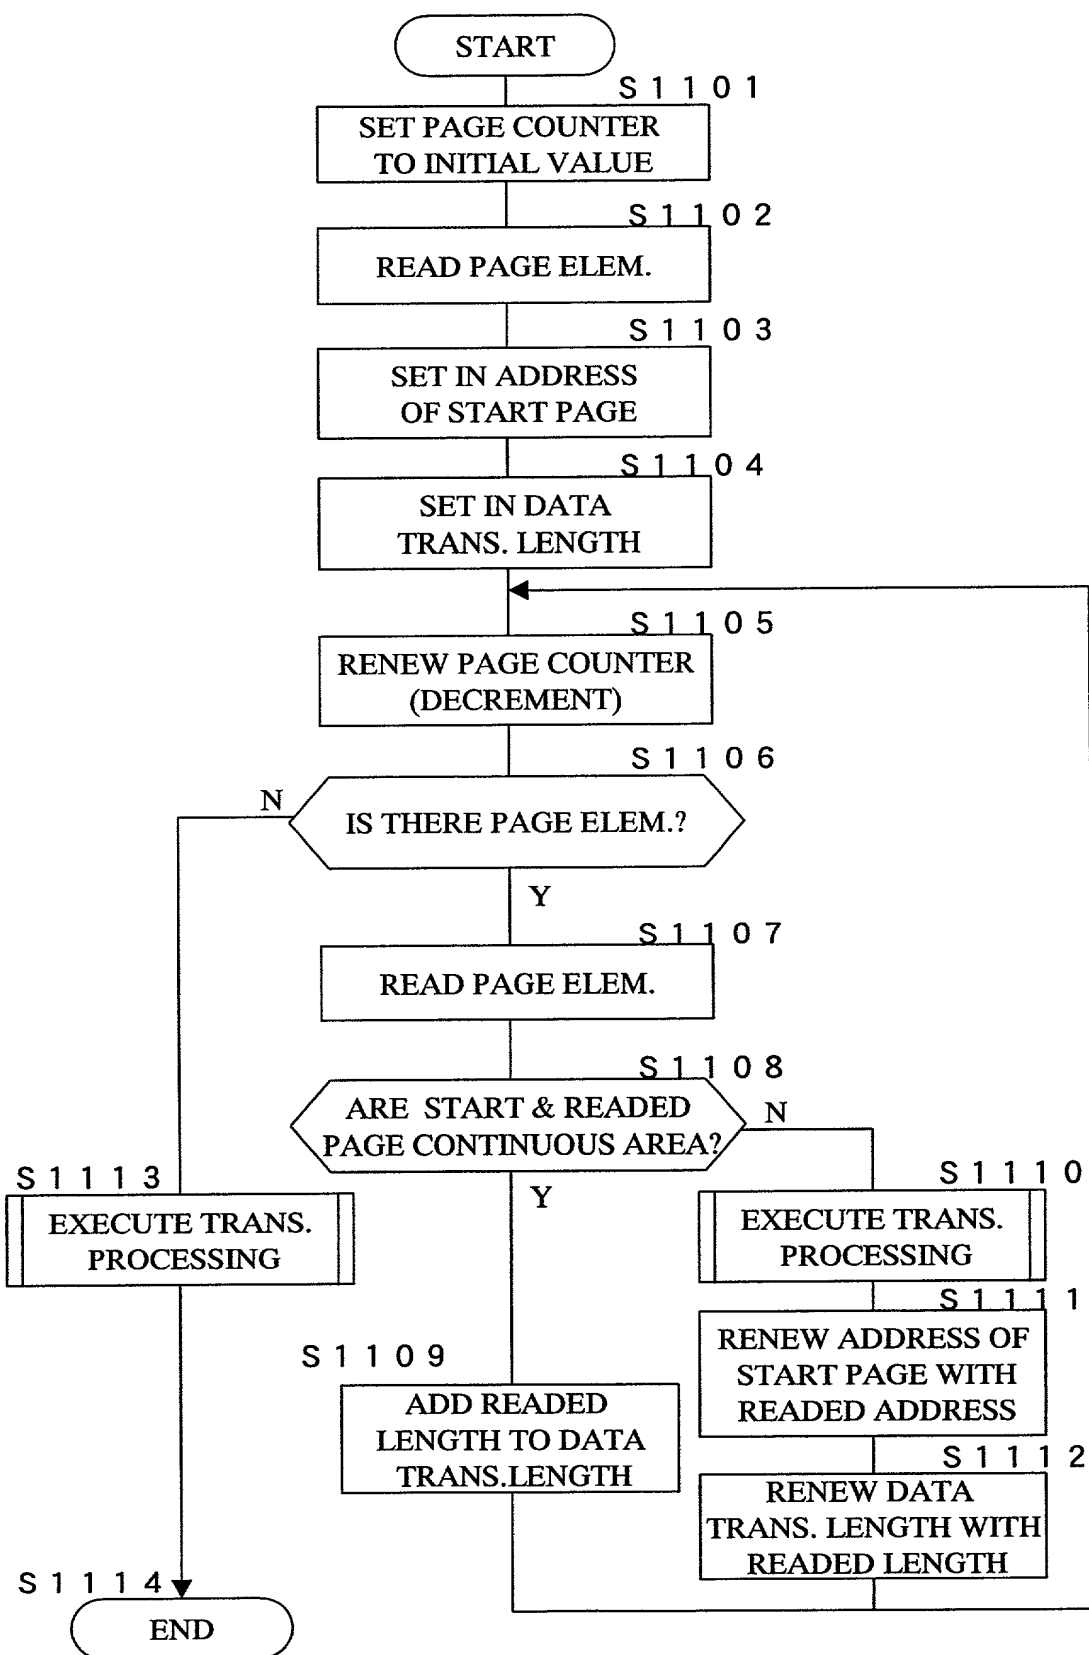 START
S1101
SET PAGE COUNTER
TO INITIAL VALUE
S1102
READ PAGE ELEM.
S1103
SET IN ADDRESS
OF START PAGE
S1104
SET IN DATA
TRANS. LENGTH
S1105
RENEW PAGE COUNTER
(DECREMENT)
S1106
N
IS THERE PAGE ELEM.?
Y
S1107
READ PAGE ELEM.
S1108
ARE START & READED
PAGE CONTINUOUS AREA?
N
Y
S1113
EXECUTE TRANS.
PROCESSING
S1110
EXECUTE TRANS.
PROCESSING
S1111
RENEW ADDRESS OF
START PAGE WITH
READED ADDRESS
S1109
ADD READED
LENGTH TO DATA
TRANS.LENGTH
S1112
RENEW DATA
TRANS. LENGTH WITH
READED LENGTH
S1114
END